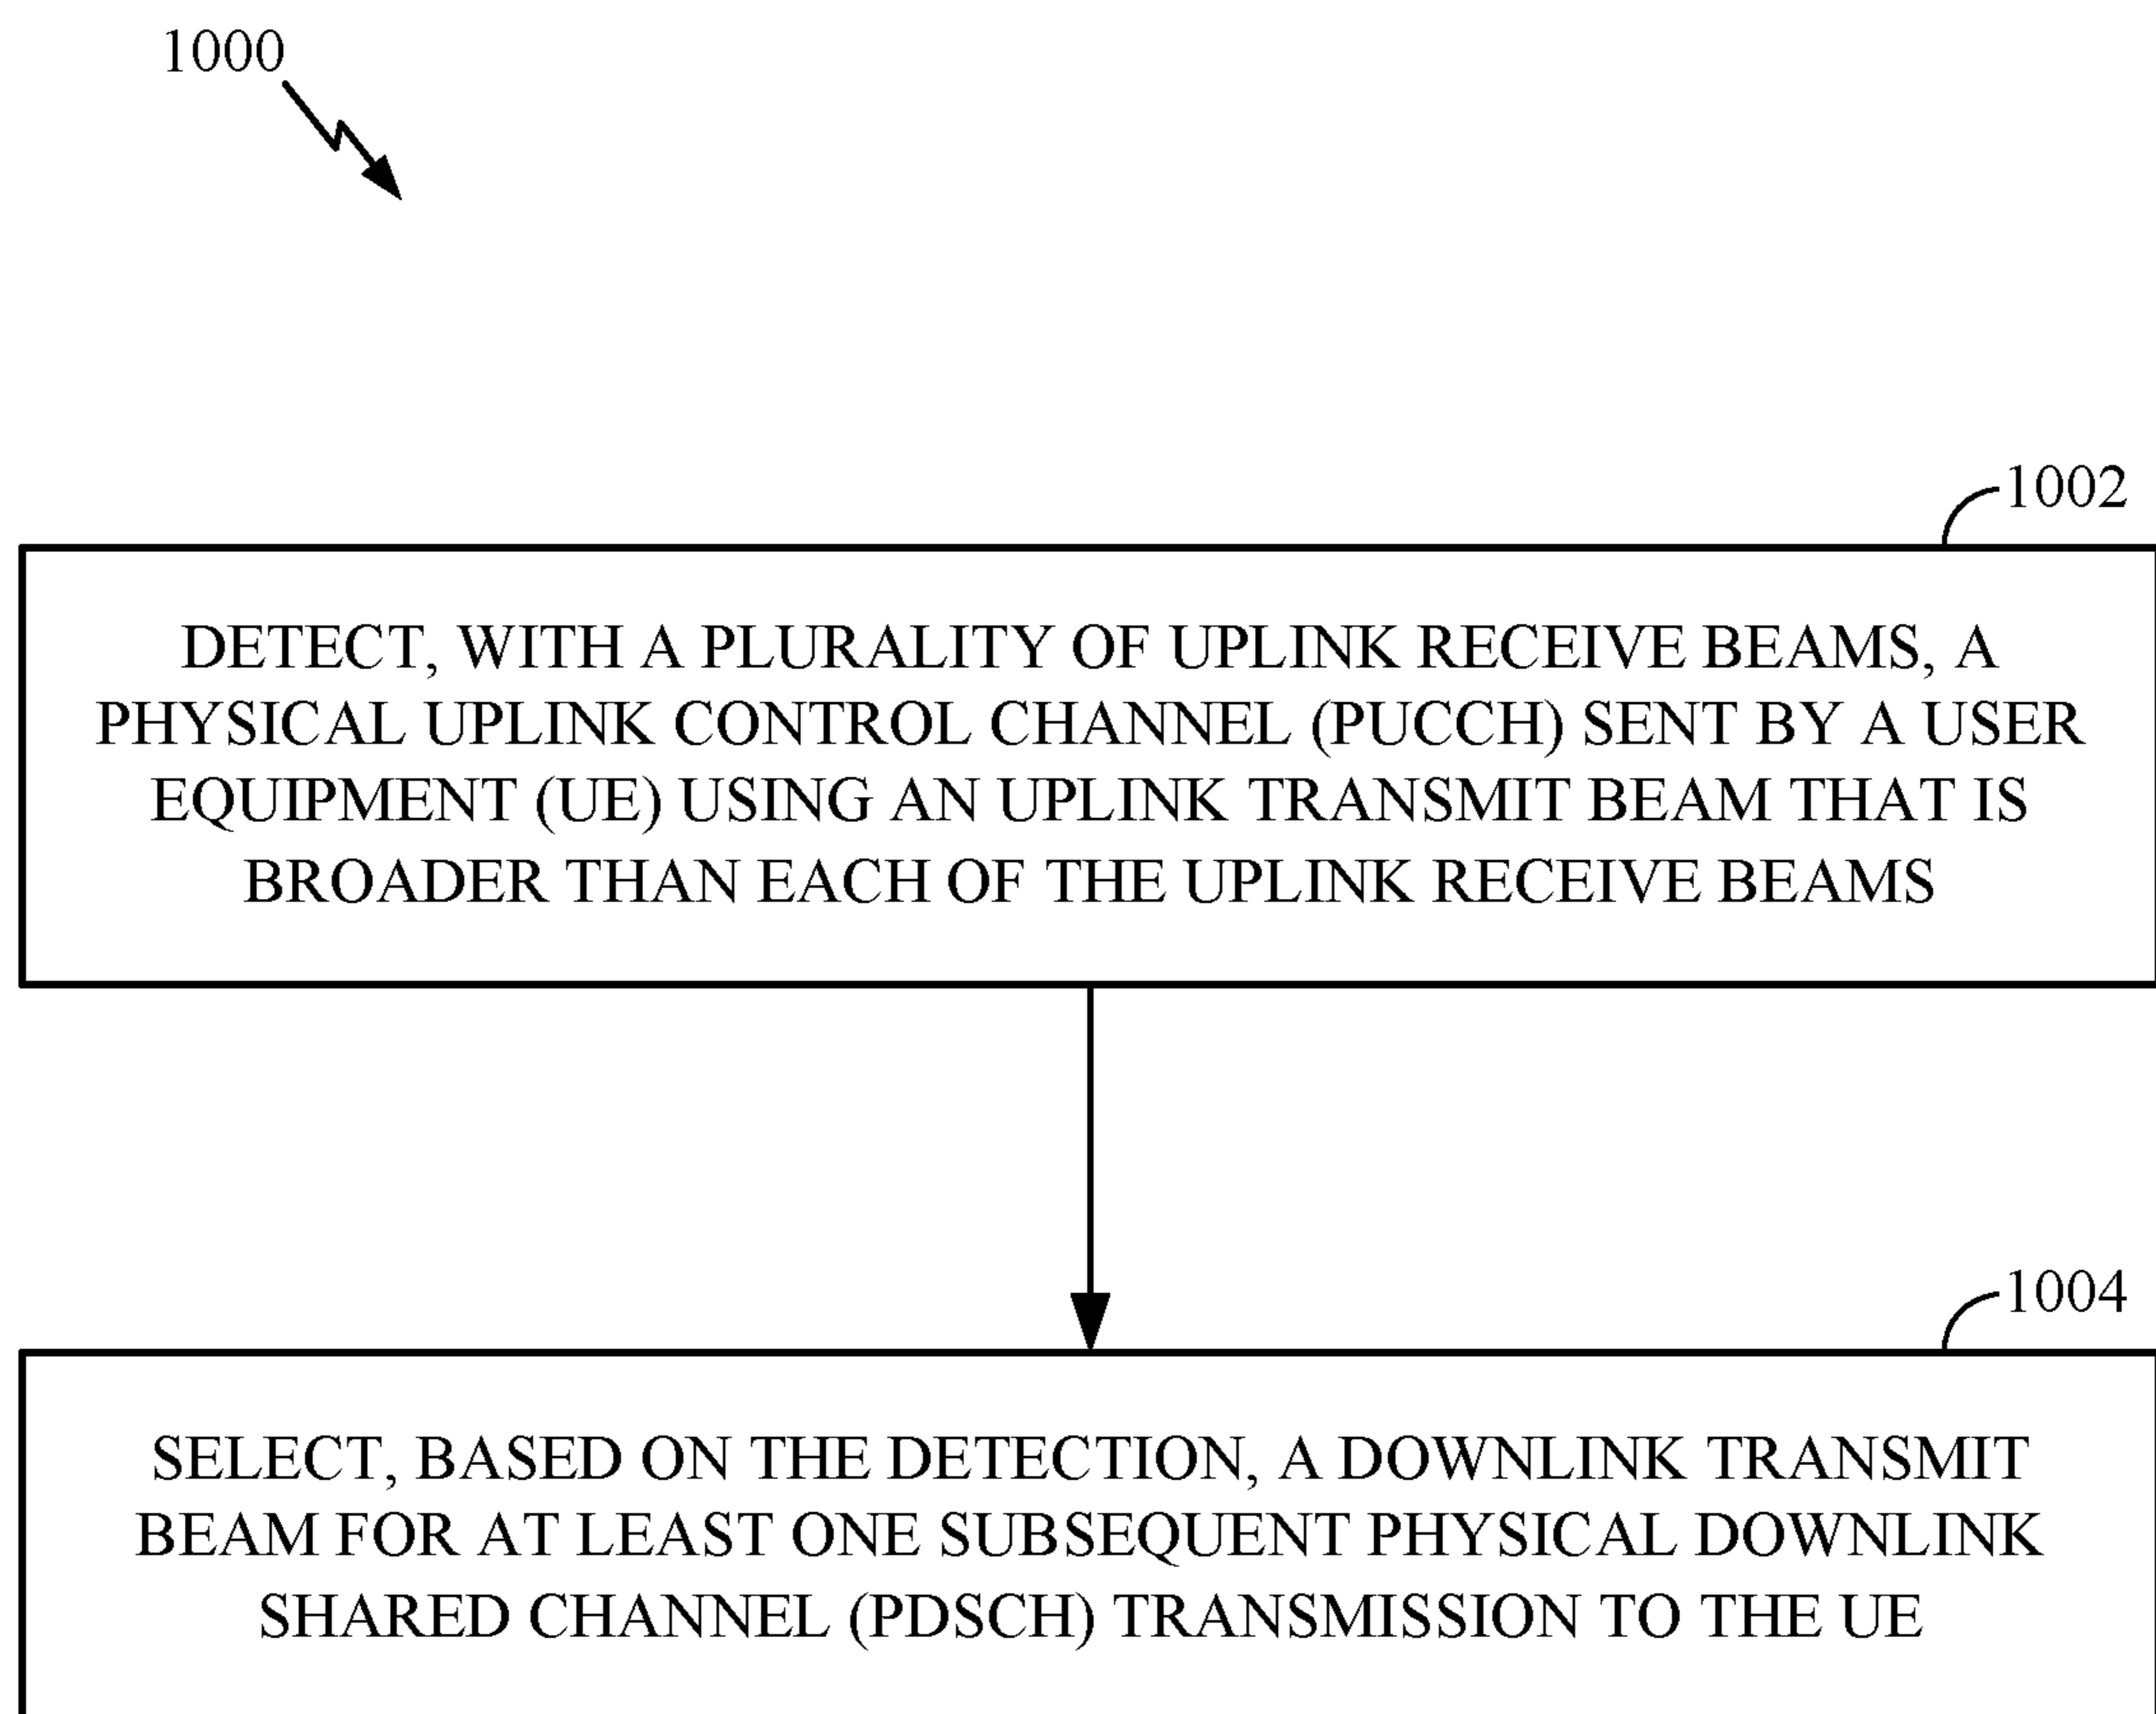 1000
1002
DETECT, WITH A PLURALITY OF UPLINK RECEIVE BEAMS, A
PHYSICAL UPLINK CONTROL CHANNEL (PUCCH) SENT BY A USER
EQUIPMENT (UE) USING AN UPLINK TRANSMIT BEAM THAT IS
BROADER THAN EACH OF THE UPLINK RECEIVE BEAMS
1004
SELECT, BASED ON THE DETECTION, A DOWNLINK TRANSMIT
BEAM FOR AT LEAST ONE SUBSEQUENT PHYSICAL DOWNLINK
SHARED CHANNEL (PDSCH) TRANSMISSION TO THE UE